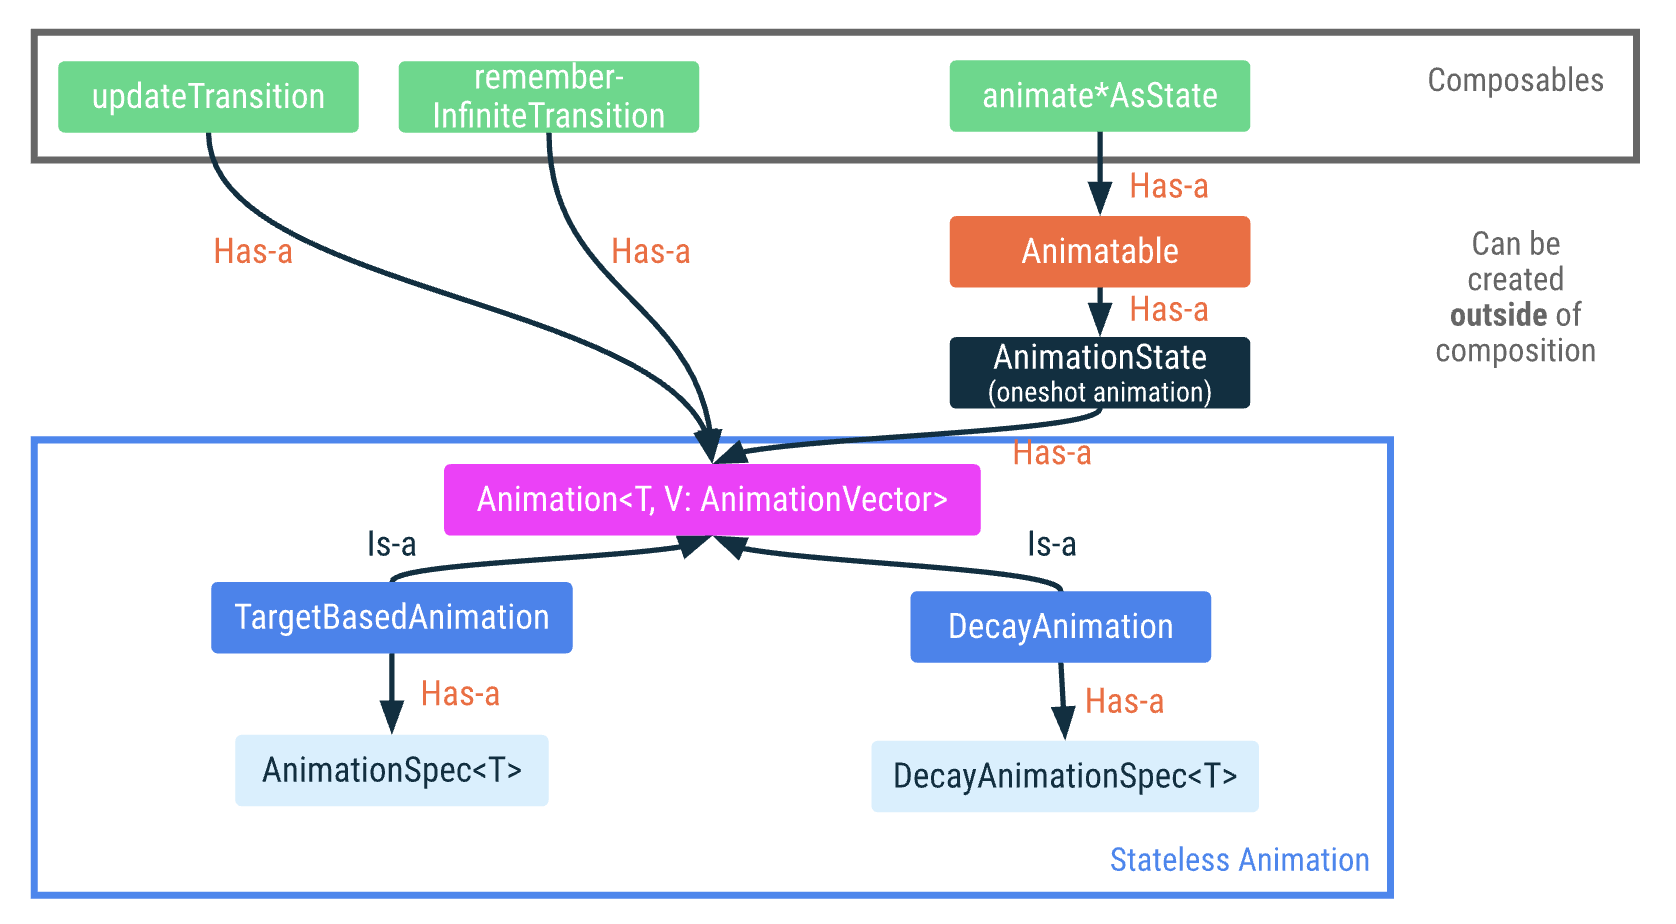 updateTransition
remember-
InfiniteTransition
animate*AsState
Composables
Has-a
Has-a
Has-a
Animatable
Can be
created
outside of
composition
Has-a
AnimationState
(oneshot animation)
Has-a
Animation<T, V: AnimationVector>
Is-a
Is-a
TargetBasedAnimation
DecayAnimation
Has-a
Has-a
AnimationSpec<T>
DecayAnimationSpec<T>
Stateless Animation